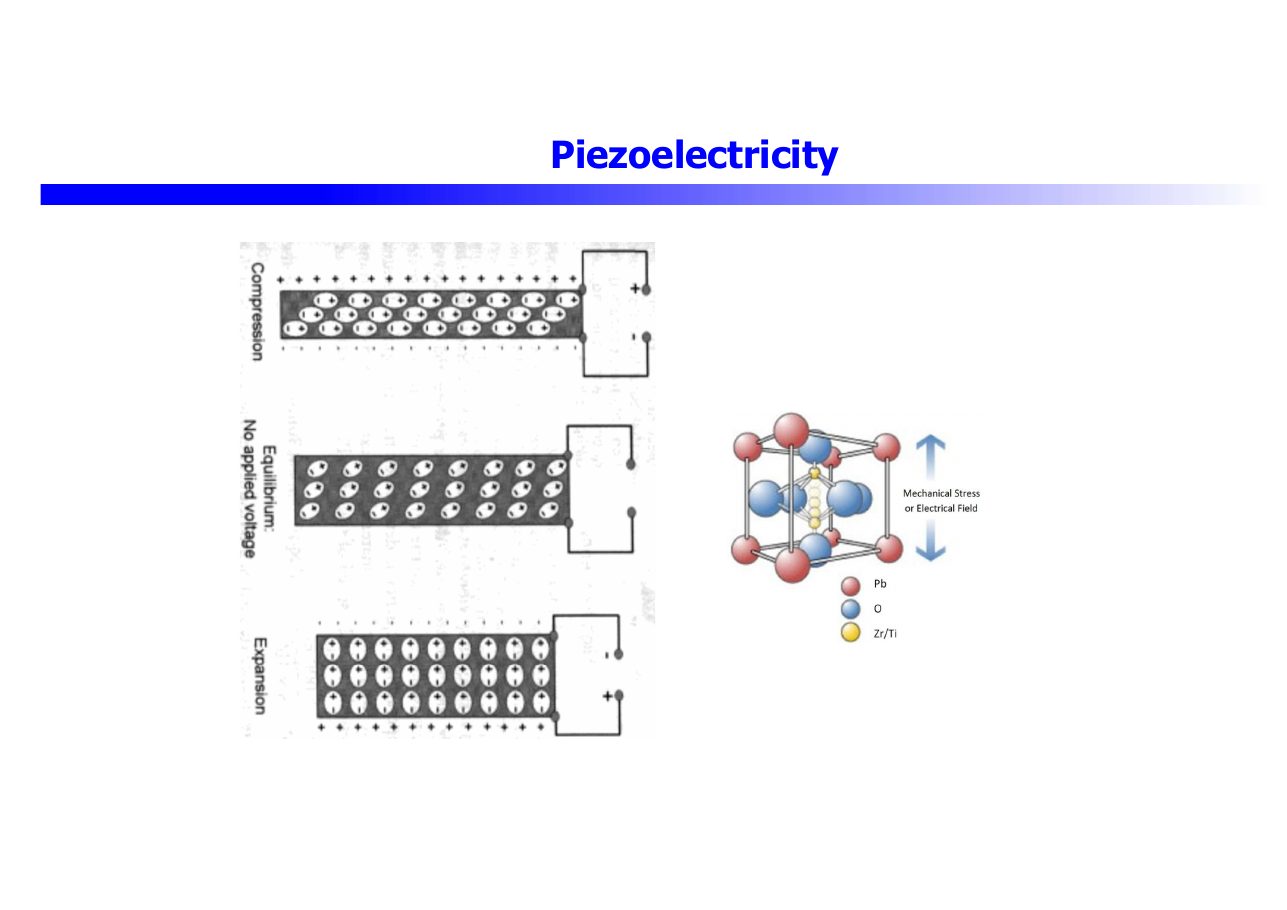 Piezoelectricity
Compression
+ + + + + + + + + + + + + + + + +
+
-
- - - - - - - - - - - - - - - - -
Equilibrium:
No applied voltage
Expansion
- - - - - - - - - - - - -
-
+
+ + + + + + + + + + + + +
Mechanical Stress
or Electrical Field
Pb
O
Zr/Ti